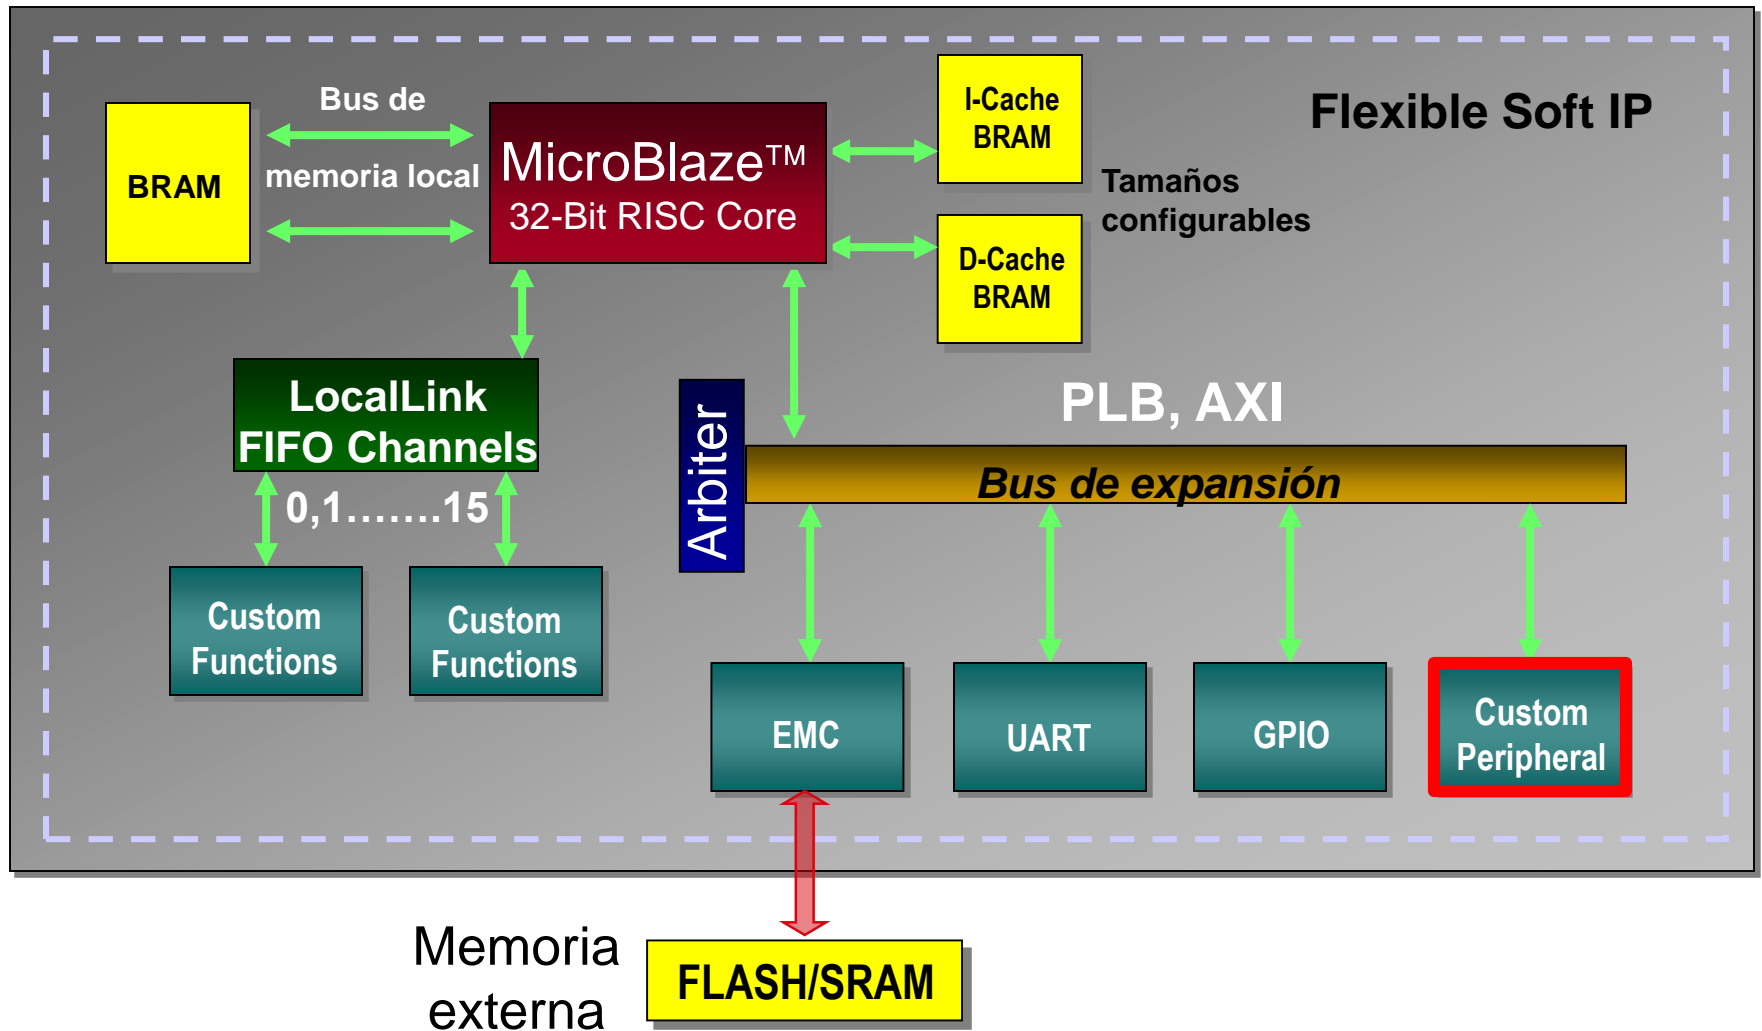 Flexible Soft IP
Bus de
memoria local
BRAM
MicroBlaze™
32-Bit RISC Core
I-Cache
BRAM
Tamaños
configurables
D-Cache
BRAM
LocalLink
FIFO Channels
0,1.......15
Custom
Functions
Custom
Functions
Arbiter
PLB, AXI
Bus de expansión
EMC
UART
GPIO
Custom
Peripheral
Memoria
externa
FLASH/SRAM